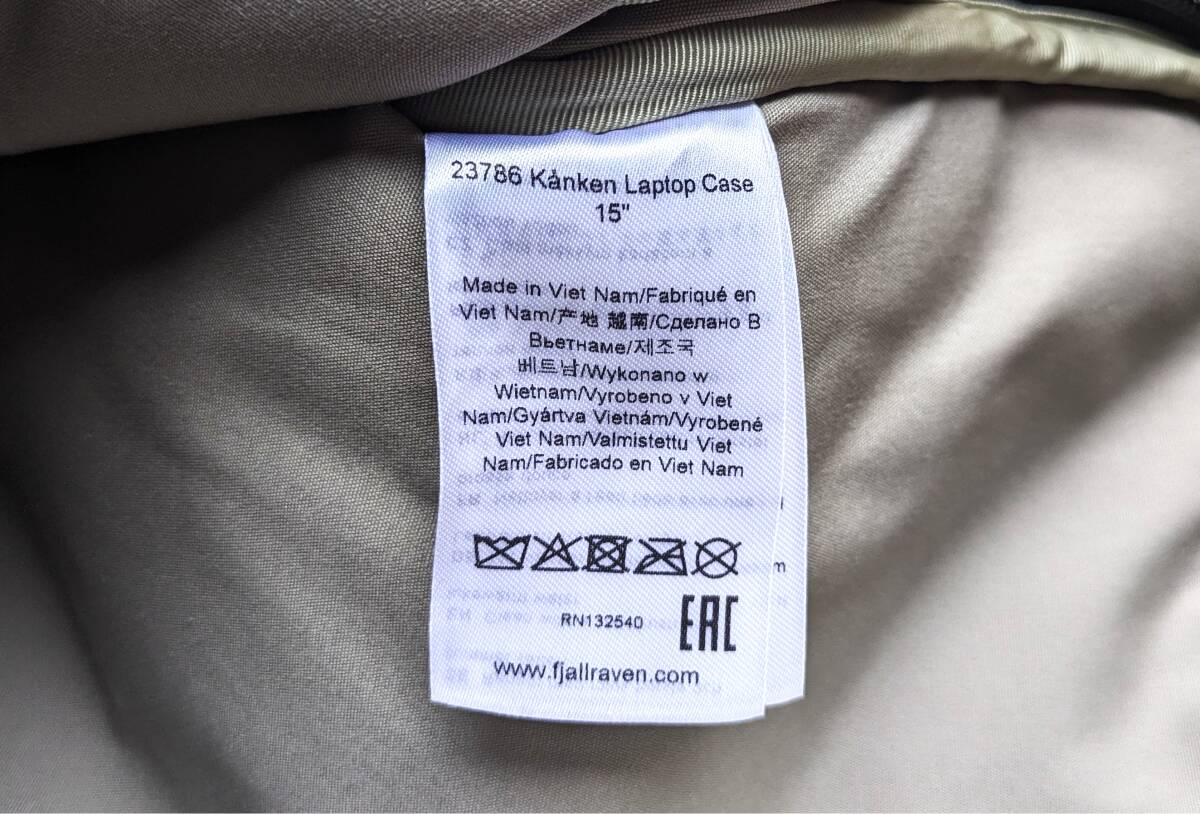 23786 Kånken Laptop Case
15"
Made in Viet Nam/Fabriqué en
Viet Nam/产地 越南/Сделано В
Вьетнаме/제조국
베트남/Wykonano w
Wietnam/Vyrobeno v Viet
Nam/Gyártva Vietnám/Vyrobené
Viet Nam/Valmistettu Viet
Nam/Fabricado en Viet Nam
RN132540
EAC
www.fjallraven.com